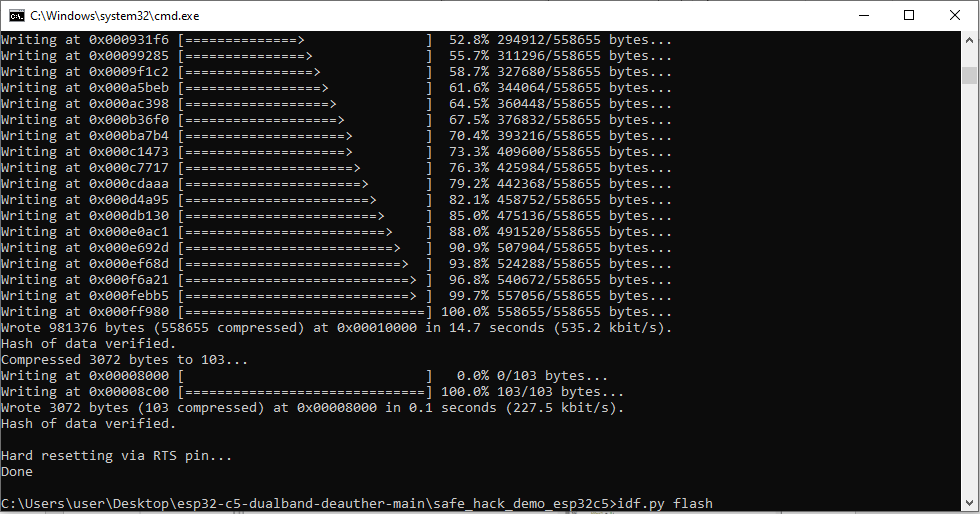 C:\Windows\system32\cmd.exe
Writing at 0x000931f6 [==============>               ]  52.8% 294912/558655 bytes...
Writing at 0x00099285 [===============>              ]  55.7% 311296/558655 bytes...
Writing at 0x0009f1c2 [================>             ]  58.7% 327680/558655 bytes...
Writing at 0x000a5beb [=================>            ]  61.6% 344064/558655 bytes...
Writing at 0x000ac398 [==================>           ]  64.5% 360448/558655 bytes...
Writing at 0x000b36f0 [===================>          ]  67.5% 376832/558655 bytes...
Writing at 0x000ba7b4 [====================>         ]  70.4% 393216/558655 bytes...
Writing at 0x000c1473 [====================>         ]  73.3% 409600/558655 bytes...
Writing at 0x000c7717 [=====================>        ]  76.3% 425984/558655 bytes...
Writing at 0x000cdaaa [======================>       ]  79.2% 442368/558655 bytes...
Writing at 0x000d4a95 [=======================>      ]  82.1% 458752/558655 bytes...
Writing at 0x000db130 [========================>     ]  85.0% 475136/558655 bytes...
Writing at 0x000e0ac1 [=========================>    ]  88.0% 491520/558655 bytes...
Writing at 0x000e692d [==========================>   ]  90.9% 507904/558655 bytes...
Writing at 0x000ef68d [===========================>  ]  93.8% 524288/558655 bytes...
Writing at 0x000f6a21 [============================> ]  96.8% 540672/558655 bytes...
Writing at 0x000febb5 [============================> ]  99.7% 557056/558655 bytes...
Writing at 0x000ff980 [==============================] 100.0% 558655/558655 bytes...
Wrote 981376 bytes (558655 compressed) at 0x00010000 in 14.7 seconds (535.2 kbit/s).
Hash of data verified.
Compressed 3072 bytes to 103...
Writing at 0x00008000 [                              ]   0.0% 0/103 bytes...
Writing at 0x00008c00 [==============================] 100.0% 103/103 bytes...
Wrote 3072 bytes (103 compressed) at 0x00008000 in 0.1 seconds (227.5 kbit/s).
Hash of data verified.
Hard resetting via RTS pin...
Done
C:\Users\user\Desktop\esp32-c5-dualband-deauther-main\safe_hack_demo_esp32c5>idf.py flash